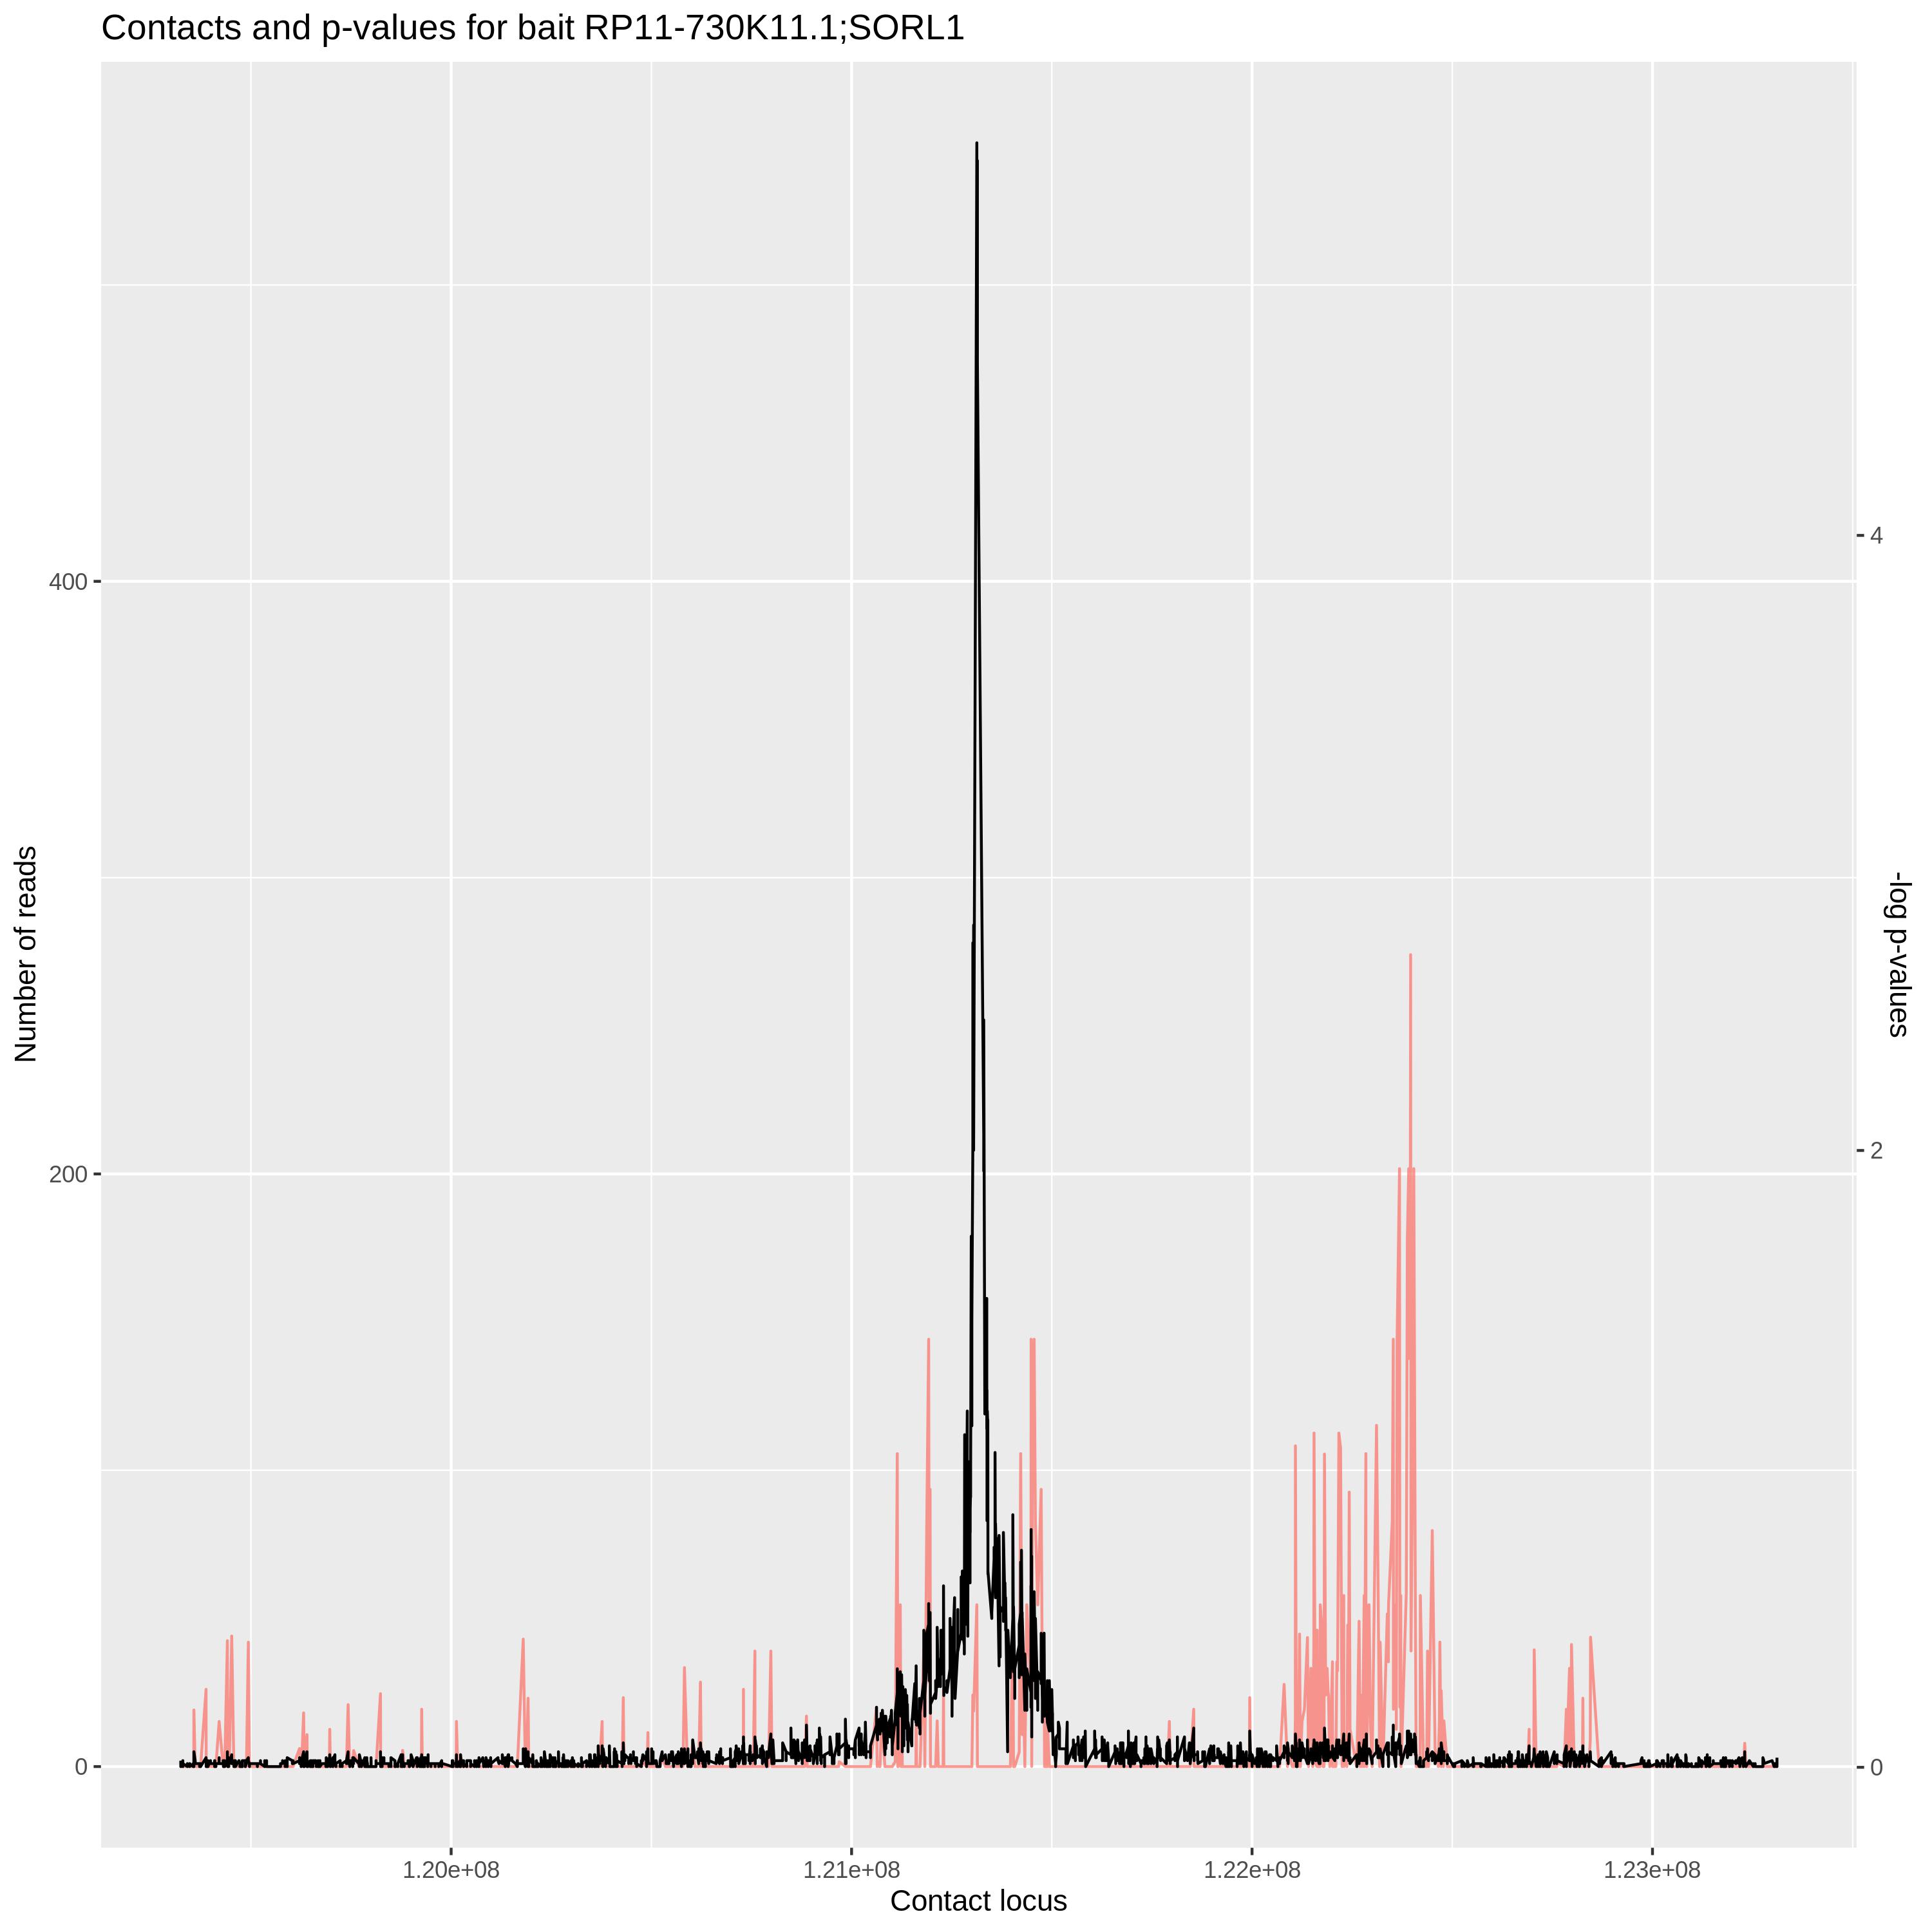 Contacts and p-values for bait RP11-730K11.1;SORL1
Number of reads
400
200
0
4
2
0
-log p-values
1.20e+08 1.21e+08 1.22e+08 1.23e+08
Contact locus